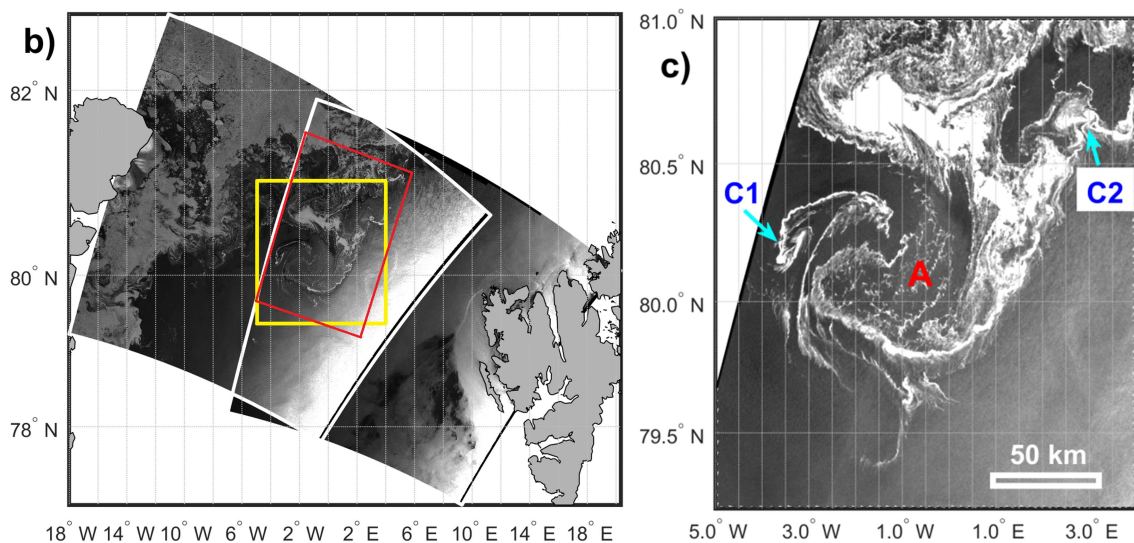 b)
82° N
80° N
78° N
18° W 14° W 10° W 6° W 2° W 2° E 6° E 10° E 14° E 18° E
c)
81.0° N
80.5° N
80.0° N
79.5° N
C1
C2
A
50 km
5.0° W 3.0° W 1.0° W 1.0° E 3.0° E